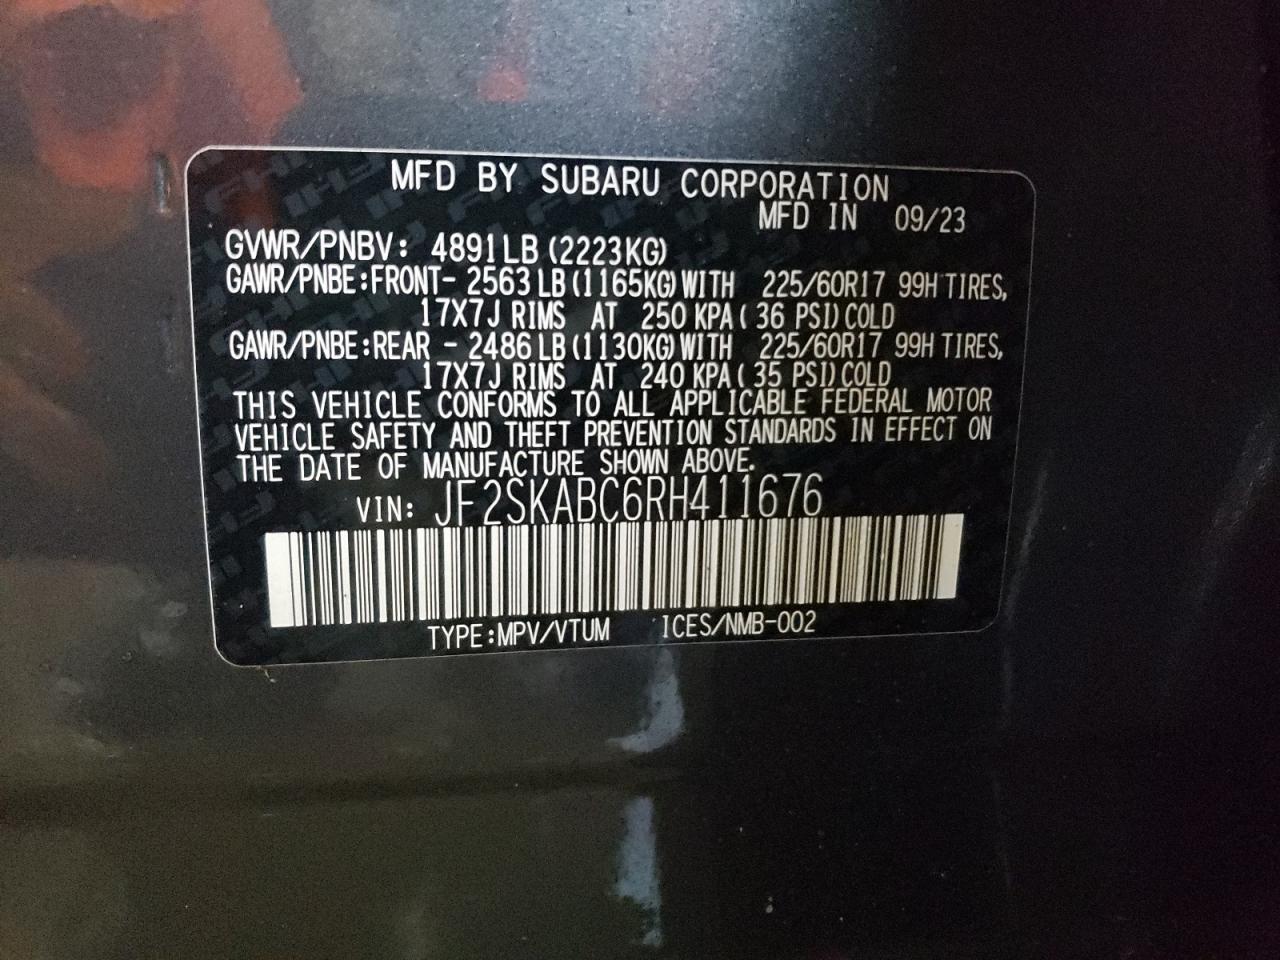 MFD BY SUBARU CORPORATION
MFD IN 09/23
GVWR/PNBV: 4891LB (2223KG)
GAWR/PNBE:FRONT- 2563 LB (1165KG) WITH 225/60R17 99H TIRES,
17X7J RIMS AT 250 KPA ( 36 PSI) COLD
GAWR/PNBE:REAR - 2486 LB (1130KG) WITH 225/60R17 99H TIRES,
17X7J RIMS AT 240 KPA ( 35 PSI) COLD
THIS VEHICLE CONFORMS TO ALL APPLICABLE FEDERAL MOTOR
VEHICLE SAFETY AND THEFT PREVENTION STANDARDS IN EFFECT ON
THE DATE OF MANUFACTURE SHOWN ABOVE.
VIN: JF2SKABC6RH411676
TYPE:MPV/VTUM ICES/NMB-002